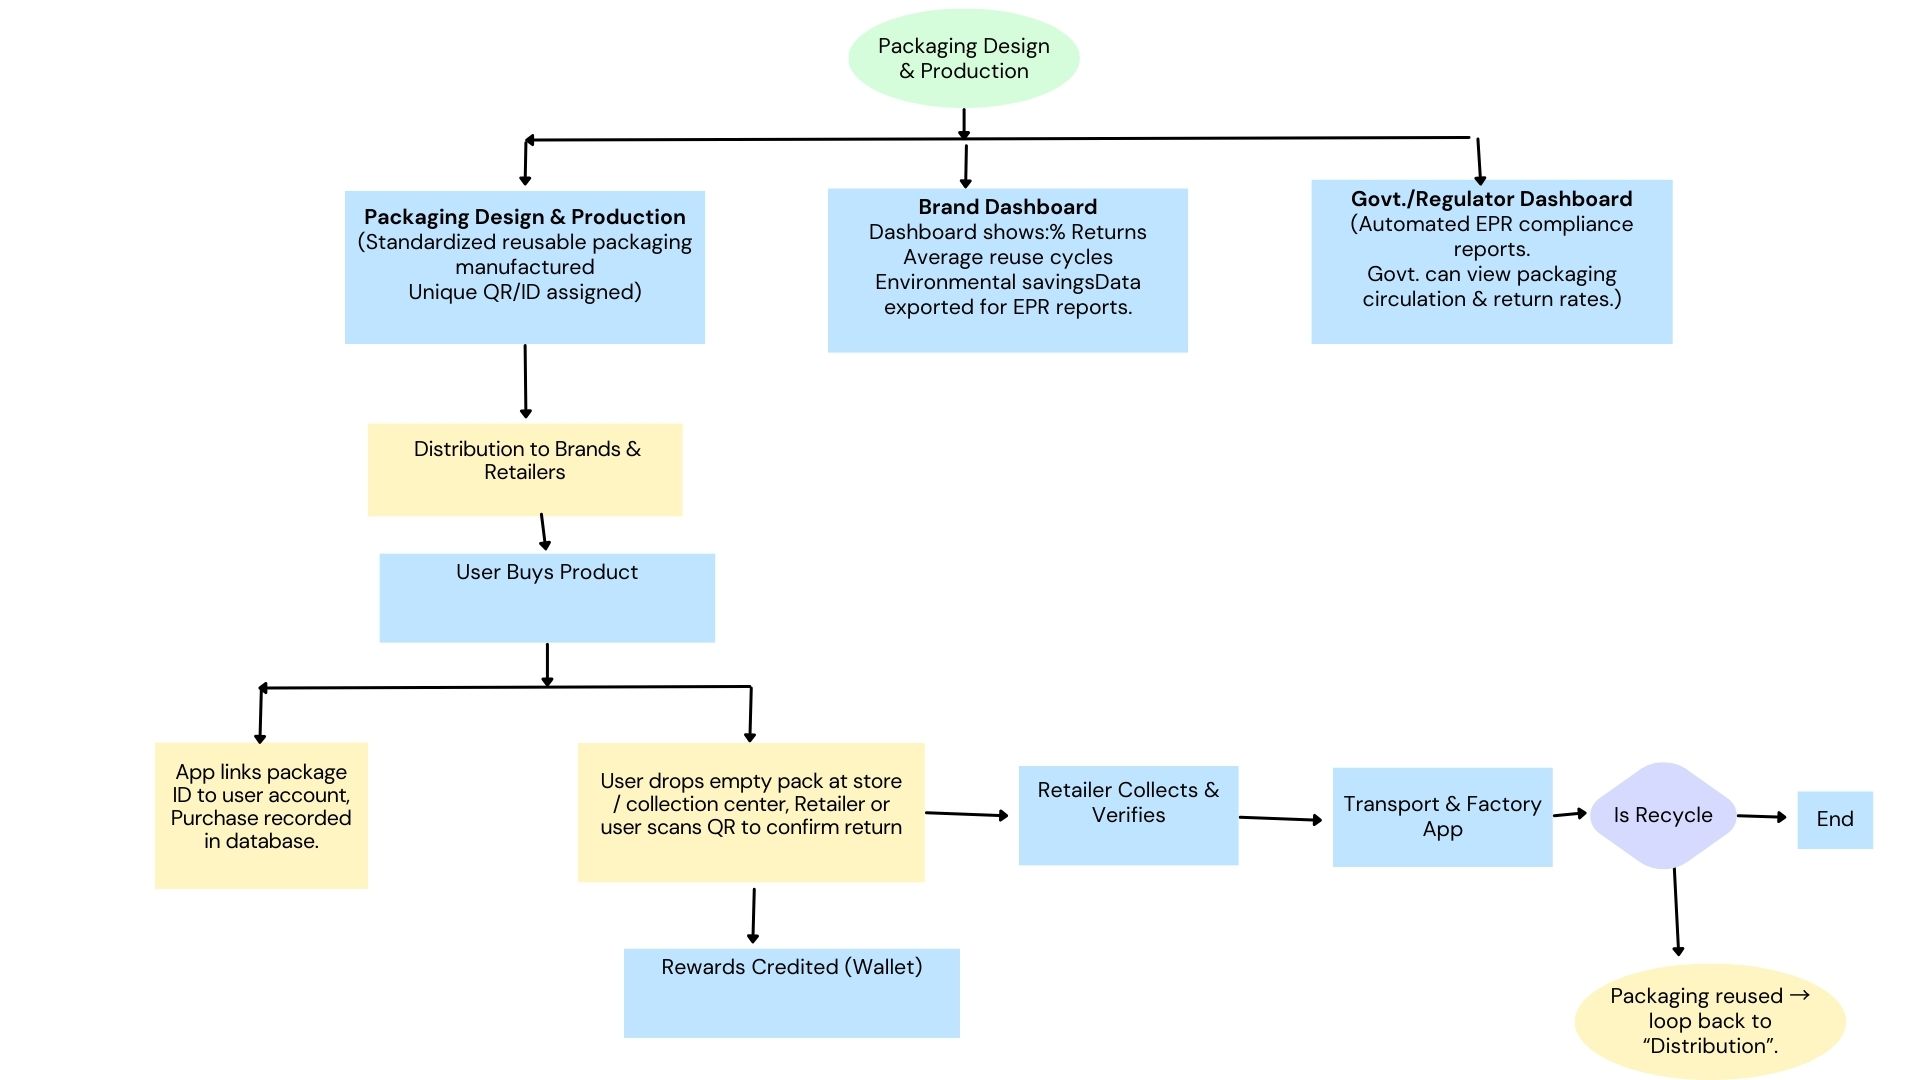 Packaging Design
& Production
Packaging Design & Production
(Standardized reusable packaging
manufactured
Unique QR/ID assigned)
Brand Dashboard
Dashboard shows:% Returns
Average reuse cycles
Environmental savingsData
exported for EPR reports.
Govt./Regulator Dashboard
(Automated EPR compliance
reports.
Govt. can view packaging
circulation & return rates.)
Distribution to Brands &
Retailers
User Buys Product
App links package
ID to user account,
Purchase recorded
in database.
User drops empty pack at store
/ collection center, Retailer or
user scans QR to confirm return
Retailer Collects &
Verifies
Transport & Factory
App
Is Recycle
End
Rewards Credited (Wallet)
Packaging reused →
loop back to
“Distribution”.